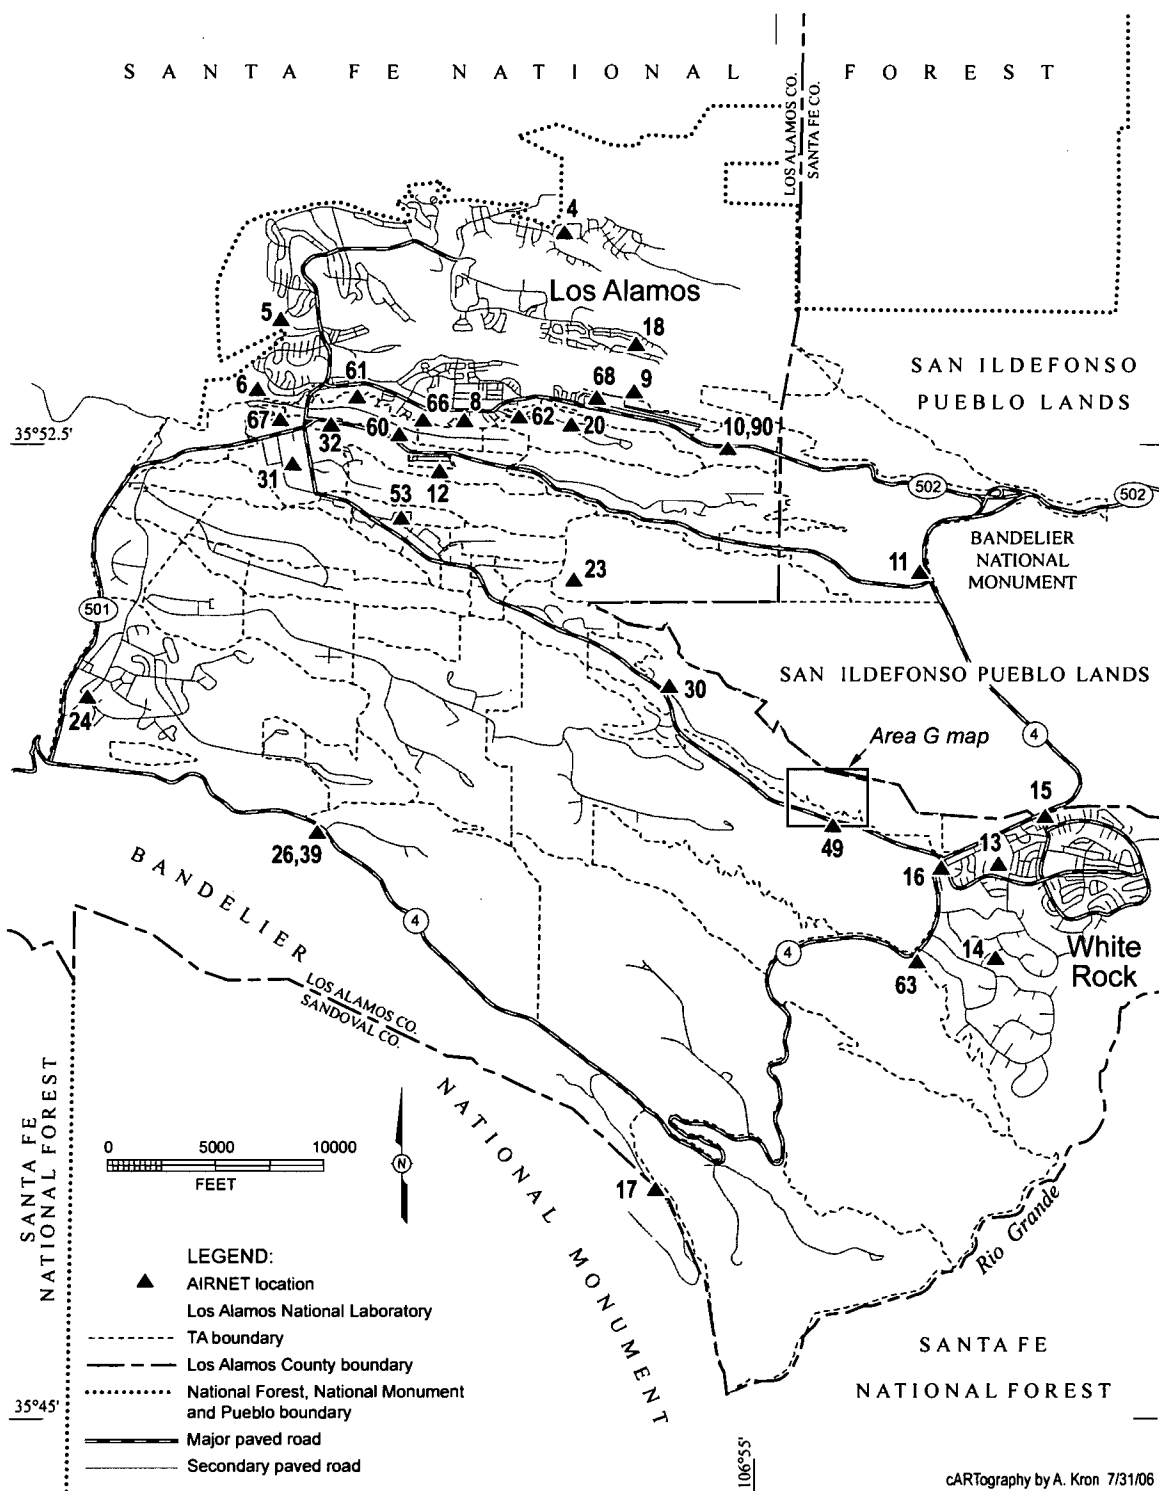 SANTA FE NATIONAL FOREST
LOS ALAMOS CO.
SANTA FE CO.
4
Los Alamos
5
18
SAN ILDEFONSO
PUEBLO LANDS
6
61
68
9
66
8
67
62
20
10,90
35°52.5'
32
60
31
12
502
502
53
BANDELIER
NATIONAL
MONUMENT
11
23
501
SAN ILDEFONSO PUEBLO LANDS
30
24
Area G map
4
15
26,39
49
13
16
BANDELIER
4
4
14
White
Rock
63
LOS ALAMOS CO.
SANDOVAL CO.
NATIONAL MONUMENT
SANTA FE
NATIONAL FOREST
0 5000 10000
FEET
N
17
Rio Grande
LEGEND:
AIRNET location
Los Alamos National Laboratory
TA boundary
Los Alamos County boundary
National Forest, National Monument
and Pueblo boundary
Major paved road
Secondary paved road
SANTA FE
NATIONAL FOREST
35°45'
106°55'
cARTography by A. Kron 7/31/06